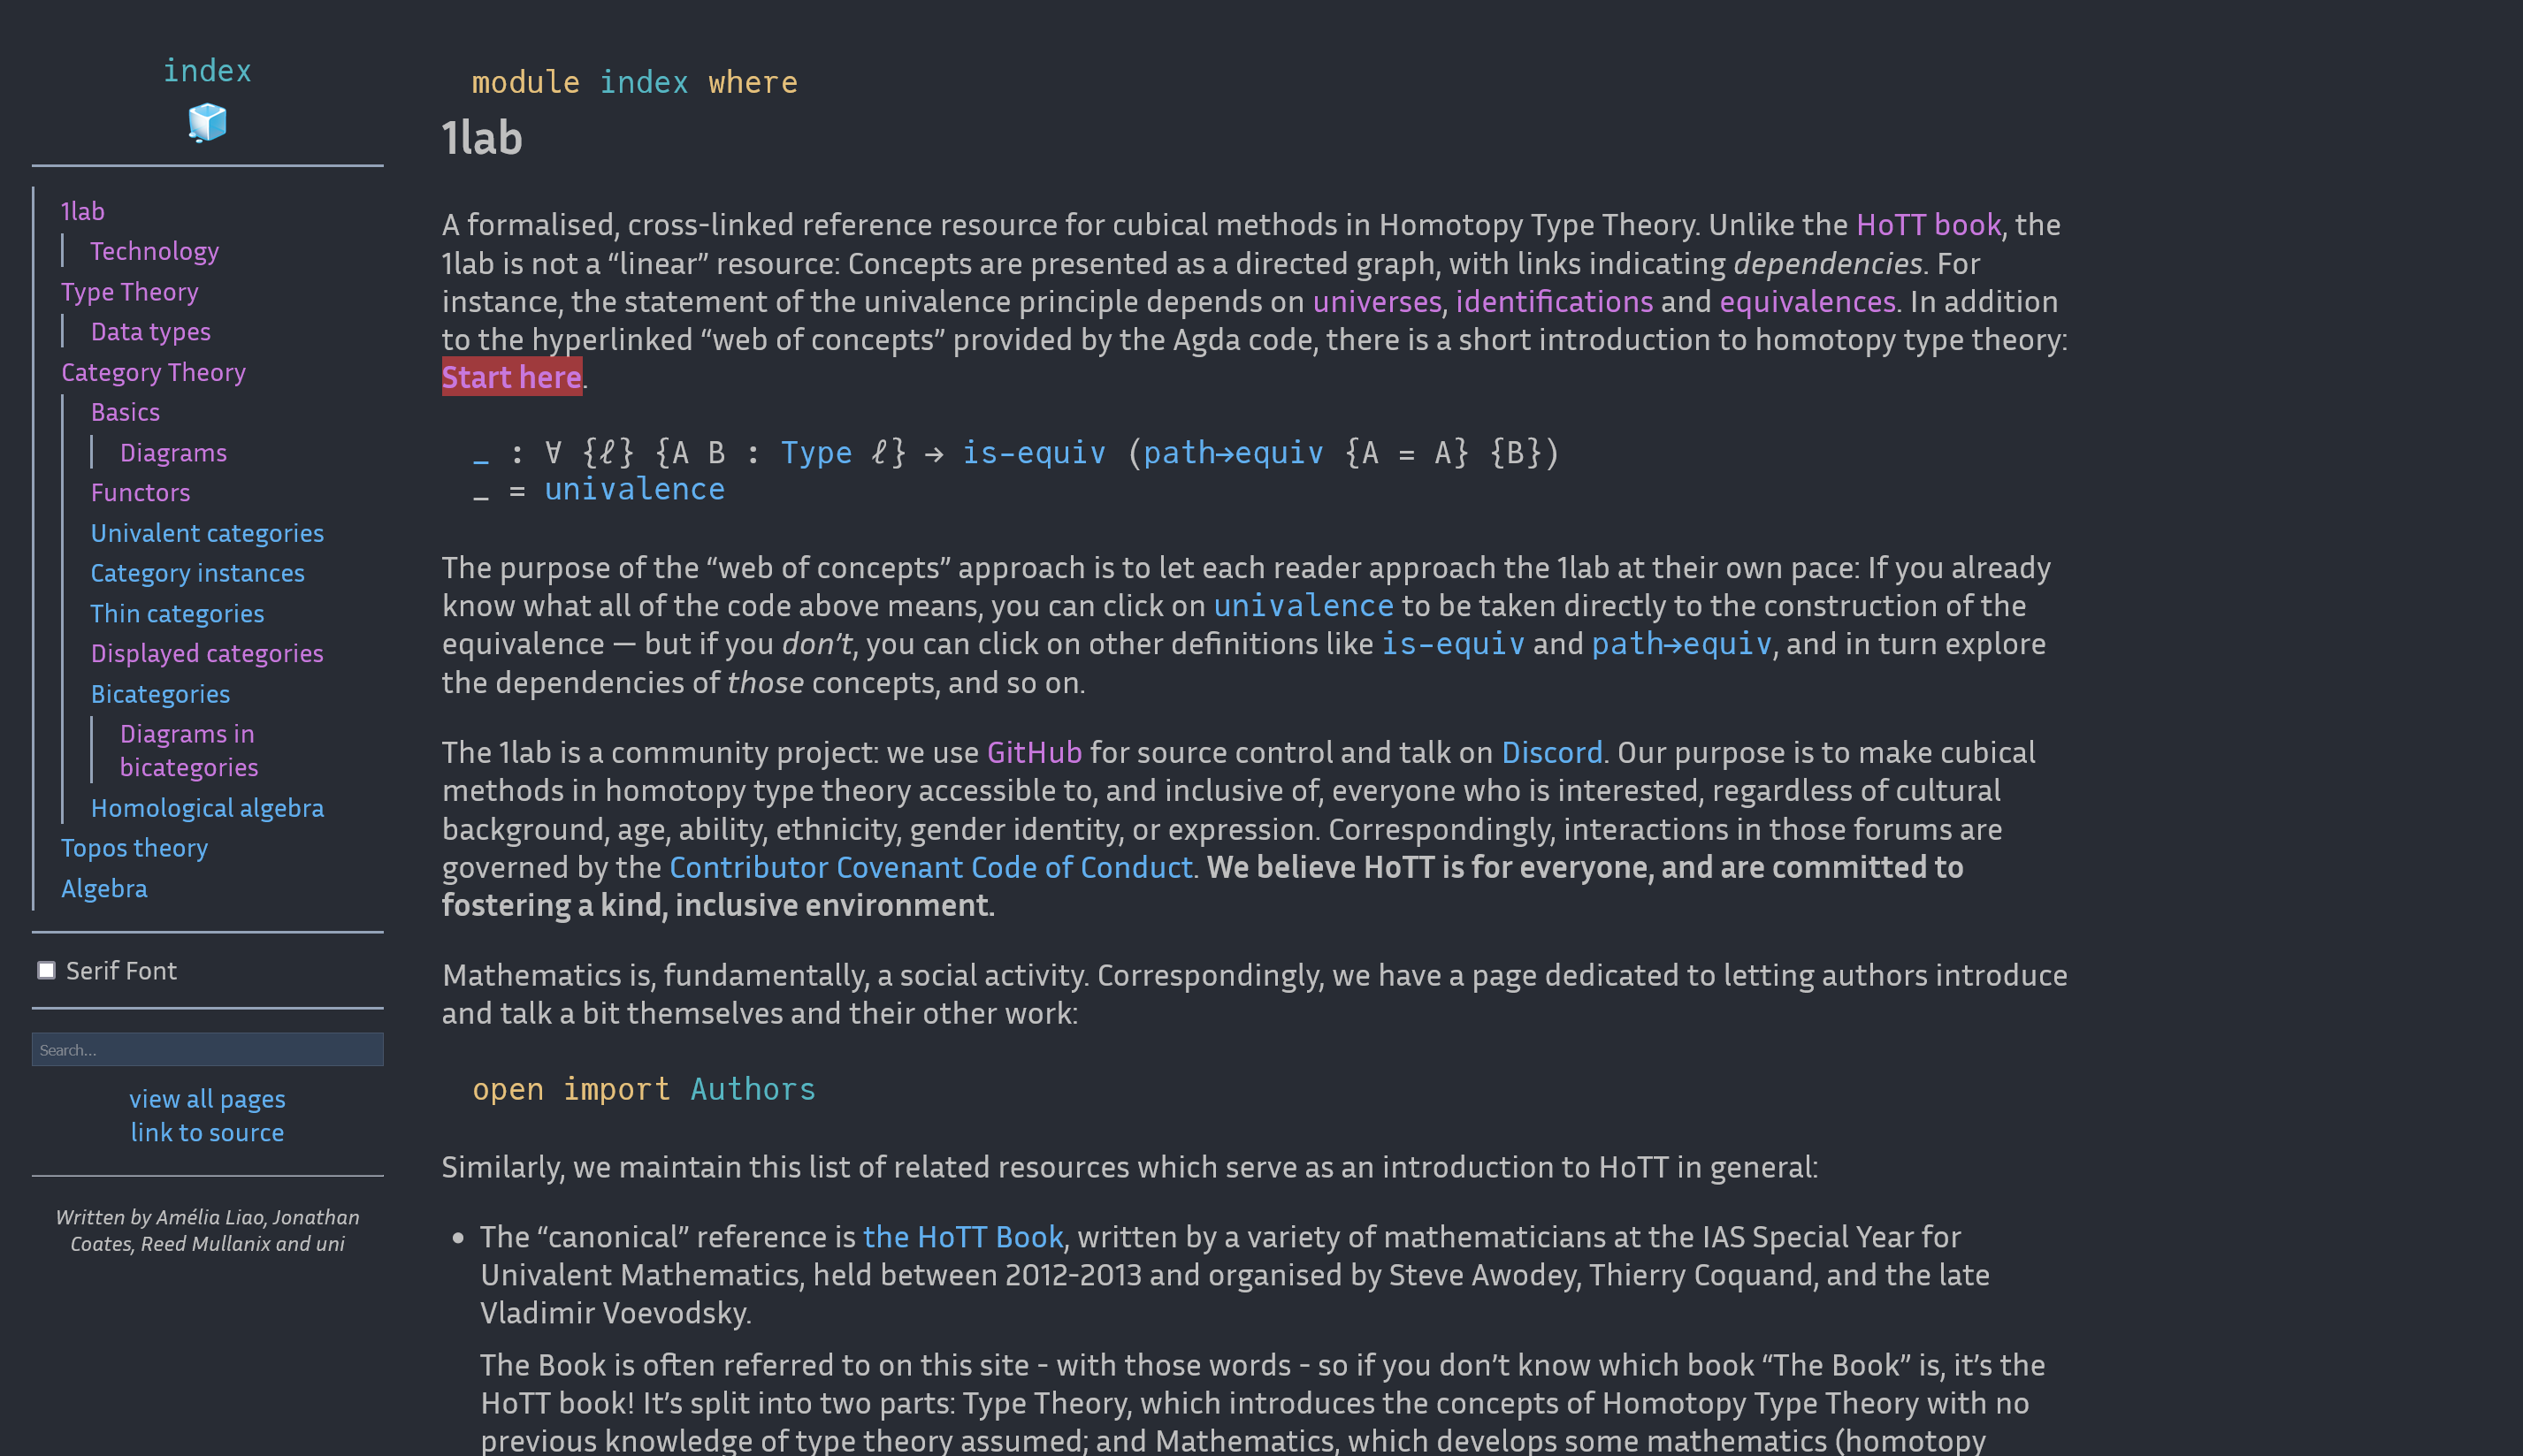 index
1lab
Technology
Type Theory
Data types
Category Theory
Basics
Diagrams
Functors
Univalent categories
Category instances
Thin categories
Displayed categories
Bicategories
Diagrams in
bicategories
Homological algebra
Topos theory
Algebra
Serif Font
Search...
view all pages
link to source
Written by Amélia Liao, Jonathan
Coates, Reed Mullanix and uni
module index where
1lab
A formalised, cross-linked reference resource for cubical methods in Homotopy Type Theory. Unlike the HoTT book, the
1lab is not a “linear” resource: Concepts are presented as a directed graph, with links indicating dependencies. For
instance, the statement of the univalence principle depends on universes, identifications and equivalences. In addition
to the hyperlinked “web of concepts” provided by the Agda code, there is a short introduction to homotopy type theory:
Start here.
_ : ∀ {ℓ} {A B : Type ℓ} → is-equiv (path→equiv {A = A} {B})
_ = univalence
The purpose of the “web of concepts” approach is to let each reader approach the 1lab at their own pace: If you already
know what all of the code above means, you can click on univalence to be taken directly to the construction of the
equivalence — but if you don’t, you can click on other definitions like is-equiv and path→equiv, and in turn explore
the dependencies of those concepts, and so on.
The 1lab is a community project: we use GitHub for source control and talk on Discord. Our purpose is to make cubical
methods in homotopy type theory accessible to, and inclusive of, everyone who is interested, regardless of cultural
background, age, ability, ethnicity, gender identity, or expression. Correspondingly, interactions in those forums are
governed by the Contributor Covenant Code of Conduct. We believe HoTT is for everyone, and are committed to
fostering a kind, inclusive environment.
Mathematics is, fundamentally, a social activity. Correspondingly, we have a page dedicated to letting authors introduce
and talk a bit themselves and their other work:
open import Authors
Similarly, we maintain this list of related resources which serve as an introduction to HoTT in general:
• The “canonical” reference is the HoTT Book, written by a variety of mathematicians at the IAS Special Year for
Univalent Mathematics, held between 2012-2013 and organised by Steve Awodey, Thierry Coquand, and the late
Vladimir Voevodsky.
The Book is often referred to on this site - with those words - so if you don’t know which book “The Book” is, it’s the
HoTT book! It’s split into two parts: Type Theory, which introduces the concepts of Homotopy Type Theory with no
previous knowledge of type theory assumed; and Mathematics, which develops some mathematics (homotopy